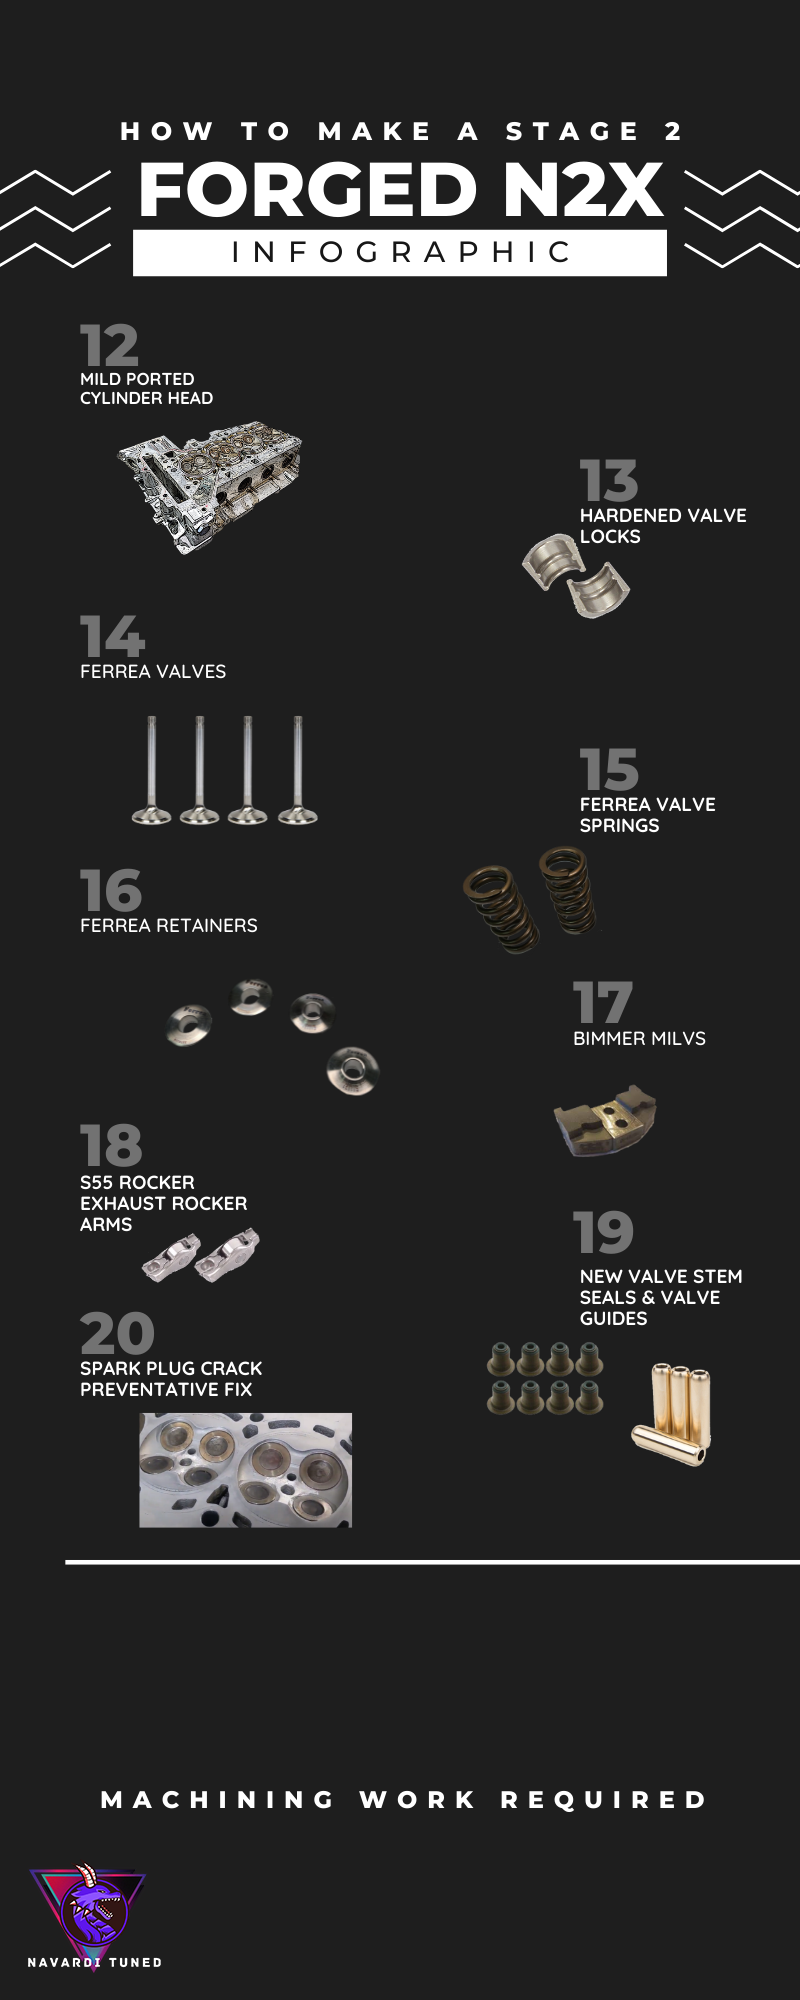 HOW TO MAKE A STAGE 2
FORGED N2X
INFOGRAPHIC
12
MILD PORTED
CYLINDER HEAD
13
HARDENED VALVE
LOCKS
14
FERREA VALVES
15
FERREA VALVE
SPRINGS
16
FERREA RETAINERS
17
BIMMER MILVS
18
S55 ROCKER
EXHAUST ROCKER
ARMS
19
NEW VALVE STEM
SEALS & VALVE
GUIDES
20
SPARK PLUG CRACK
PREVENTATIVE FIX
MACHINING WORK REQUIRED
NAVARDI TUNED